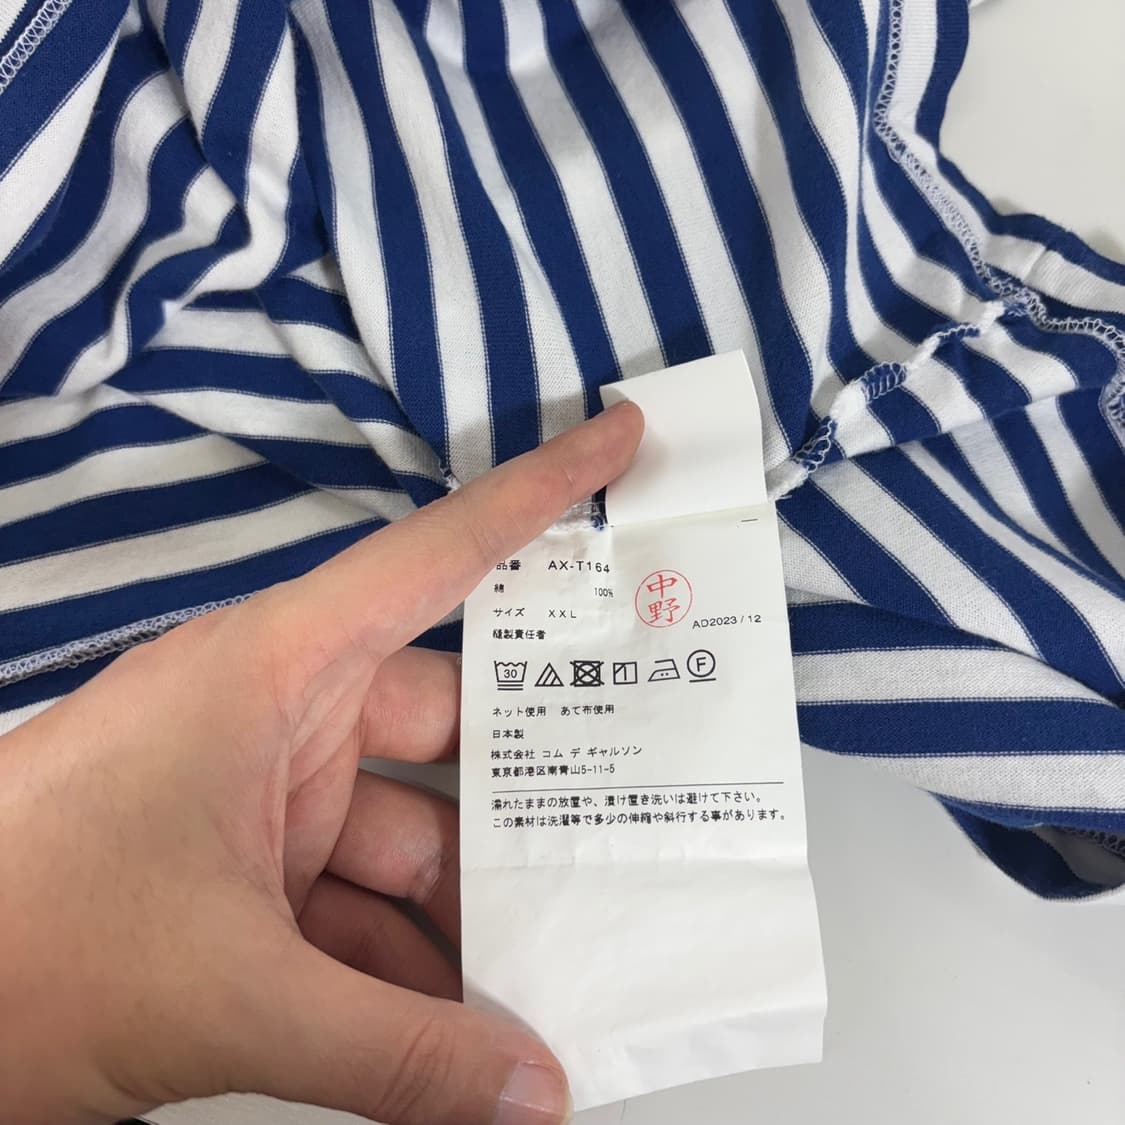 品番 AX-T164
綿 100%
サイズ XXL
縫製責任者
中野
AD2023 / 12
30 F
ネット使用 あて布使用
日本製
株式会社 コム デ ギャルソン
東京都港区南青山5-11-5
濡れたままの放置や、漬け置き洗いは避けて下さい。
この素材は洗濯等で多少の伸縮や斜行する事があります。